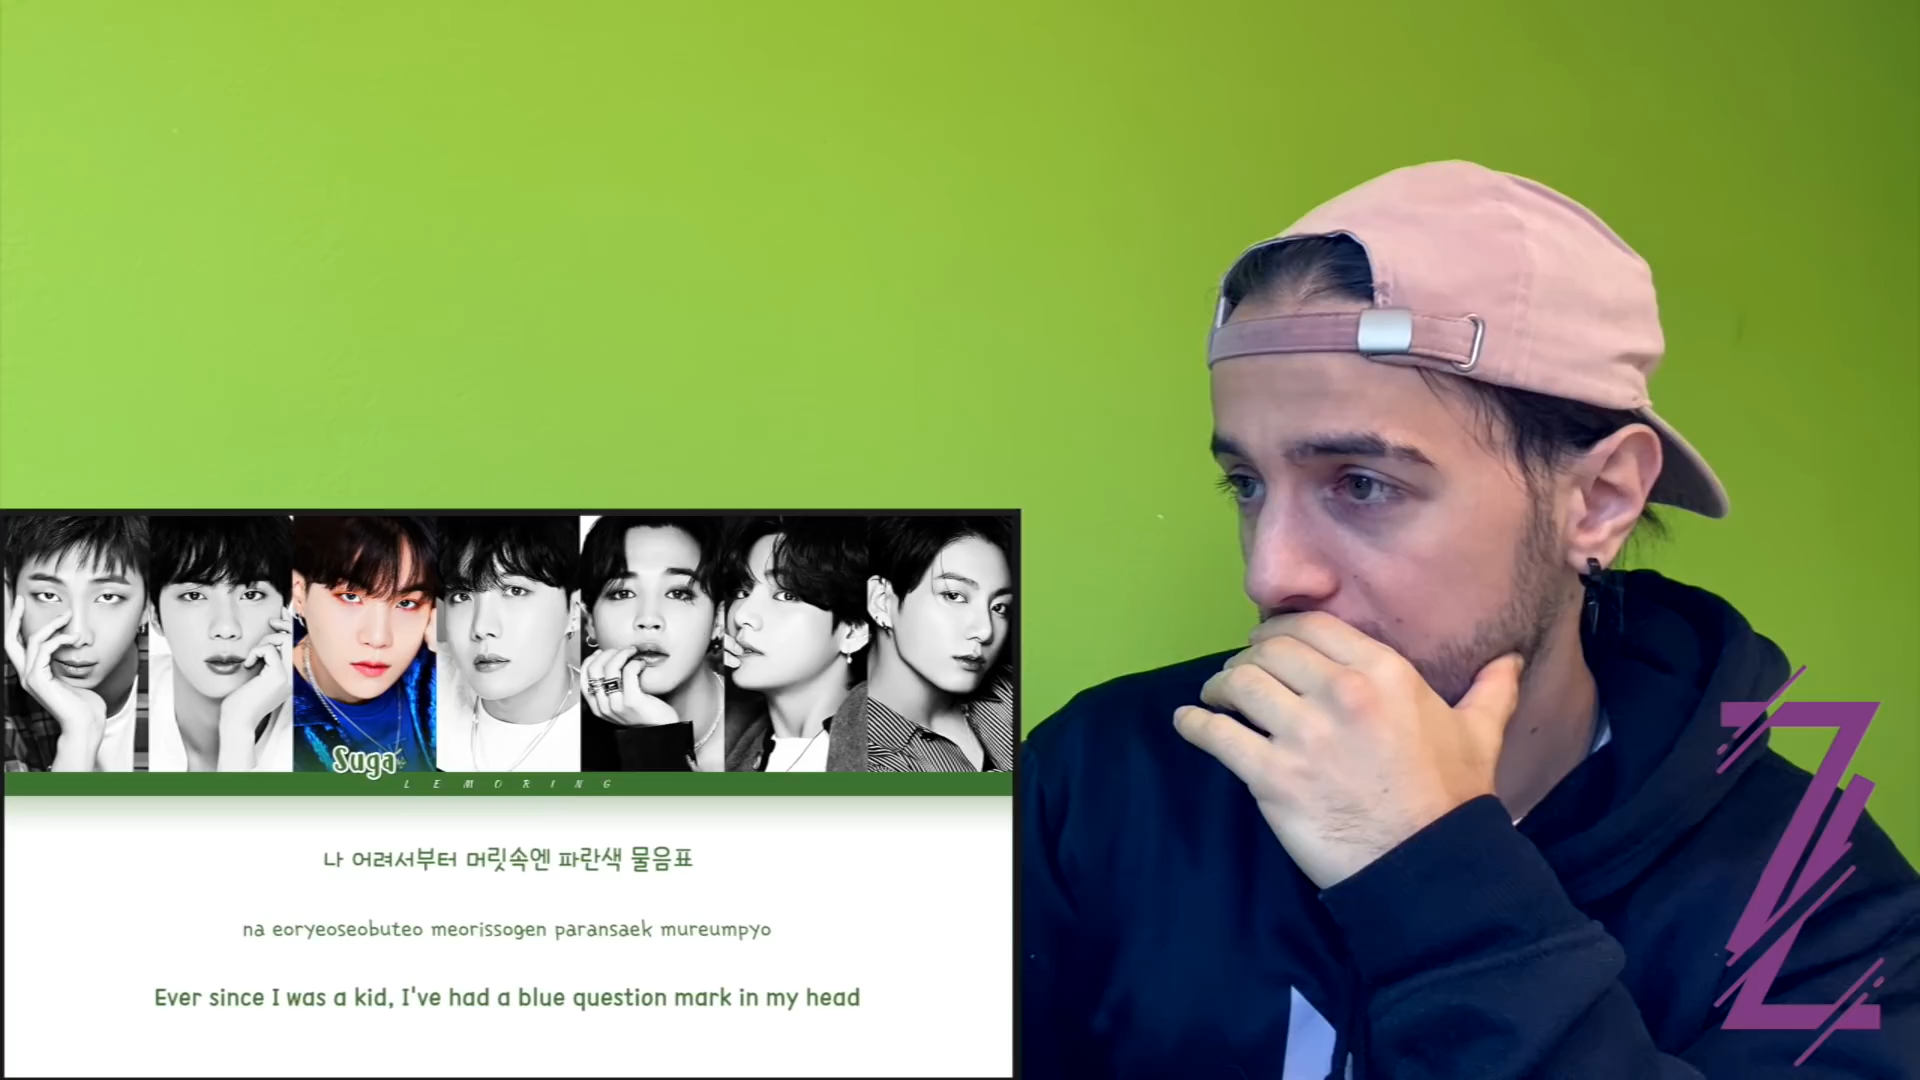 Suga
LEMORING
나 어려서부터 머릿속엔 파란색 물음표
na eoryeoseobuteo meorissogen paransaek mureumpyo
Ever since I was a kid, I've had a blue question mark in my head
Z